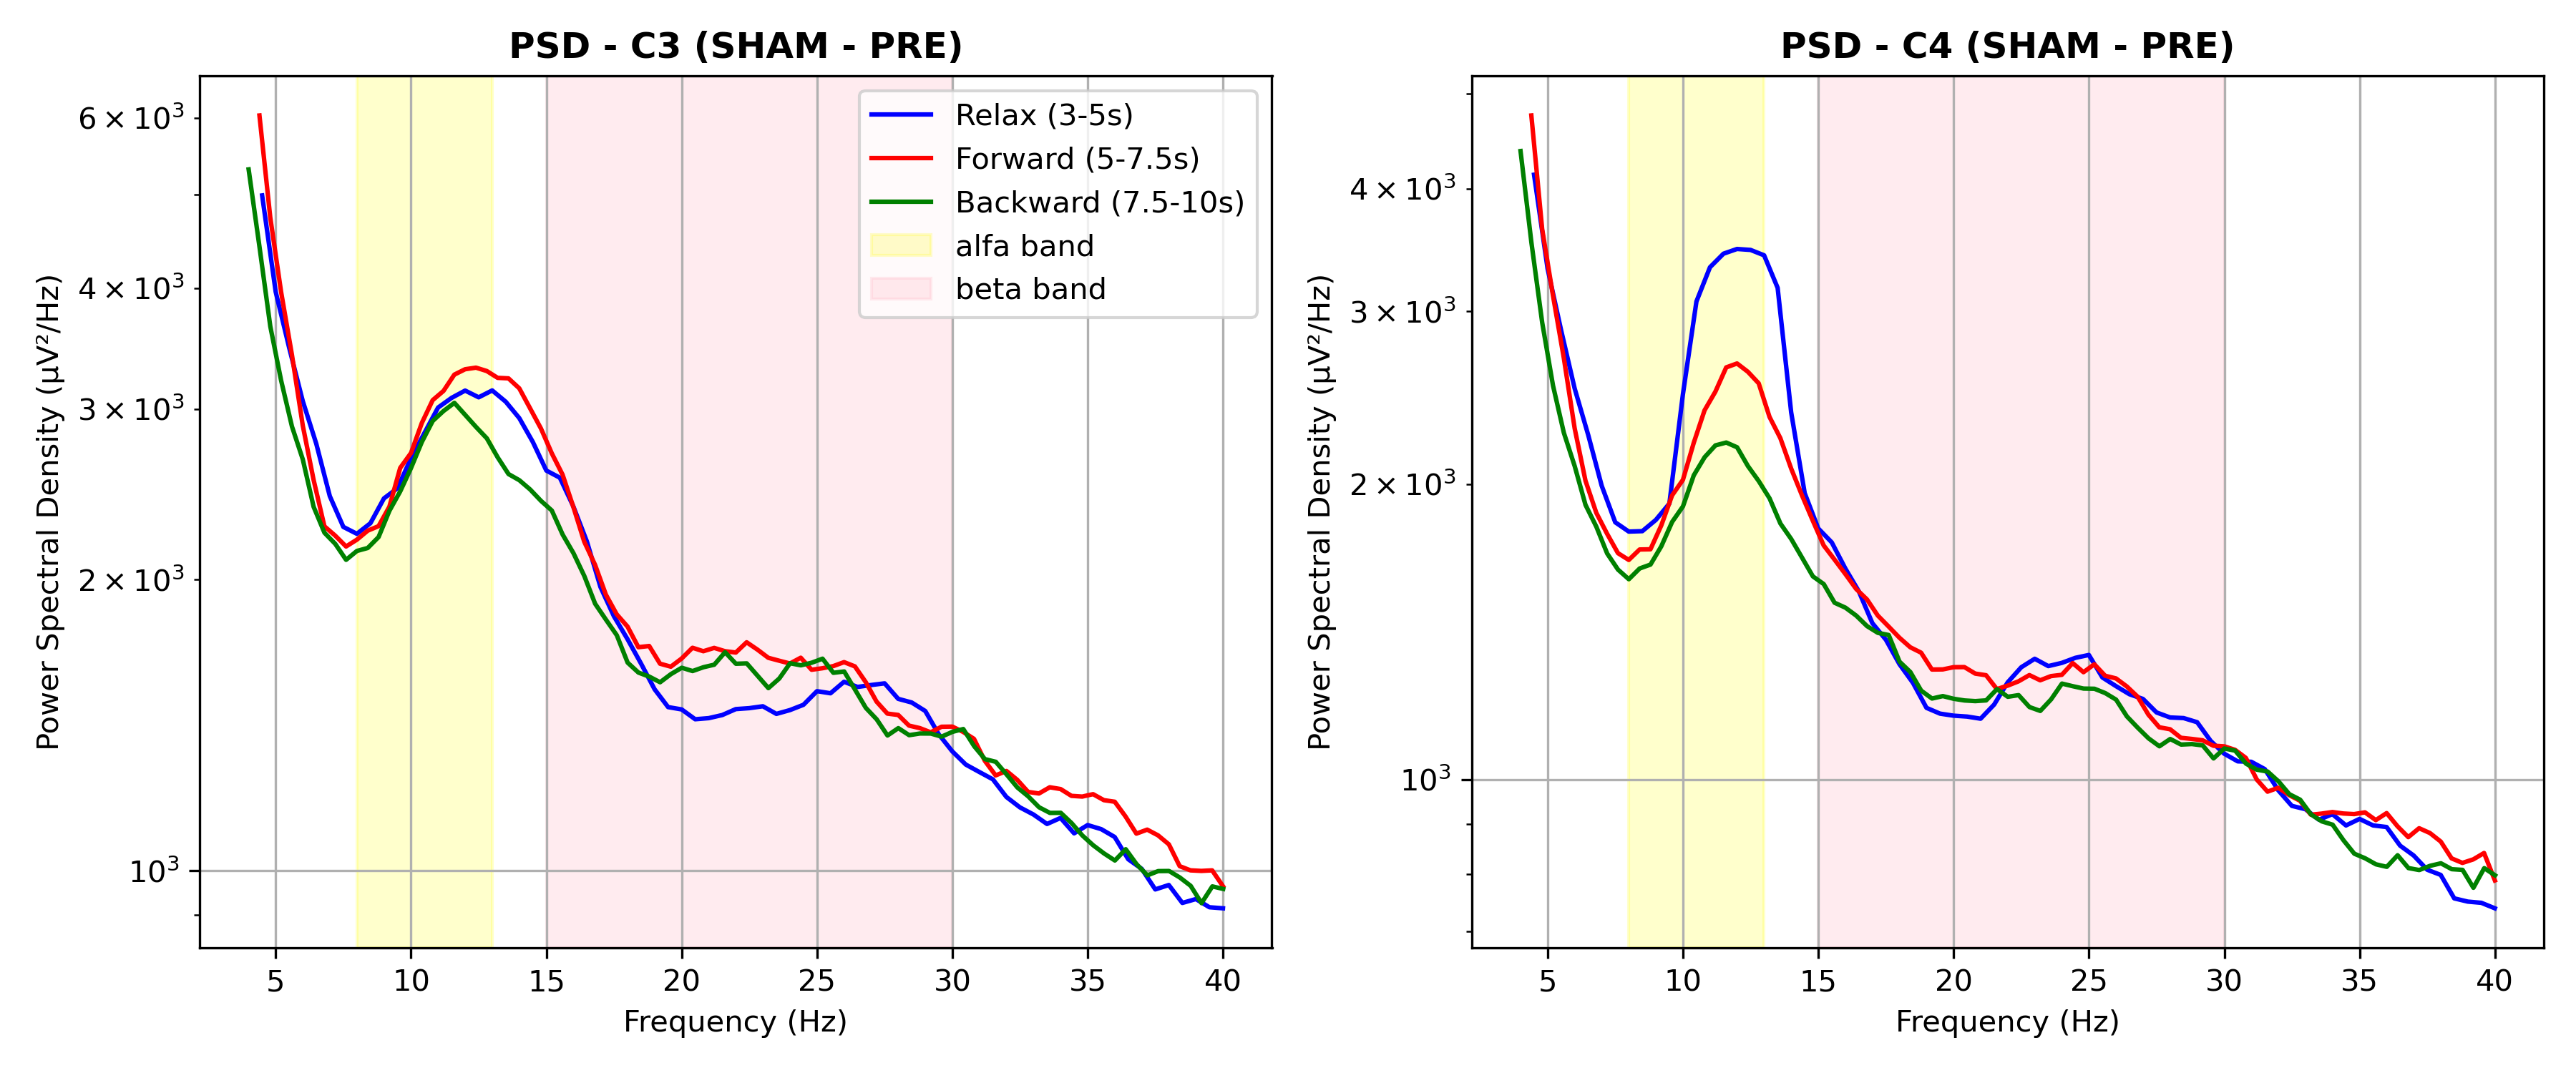 PSD - C3 (SHAM - PRE)
6 × 10³
4 × 10³
3 × 10³
2 × 10³
10³
Power Spectral Density (µV²/Hz)
Relax (3-5s)
Forward (5-7.5s)
Backward (7.5-10s)
alfa band
beta band
5 10 15 20 25 30 35 40
Frequency (Hz)
PSD - C4 (SHAM - PRE)
4 × 10³
3 × 10³
2 × 10³
10³
Power Spectral Density (µV²/Hz)
5 10 15 20 25 30 35 40
Frequency (Hz)